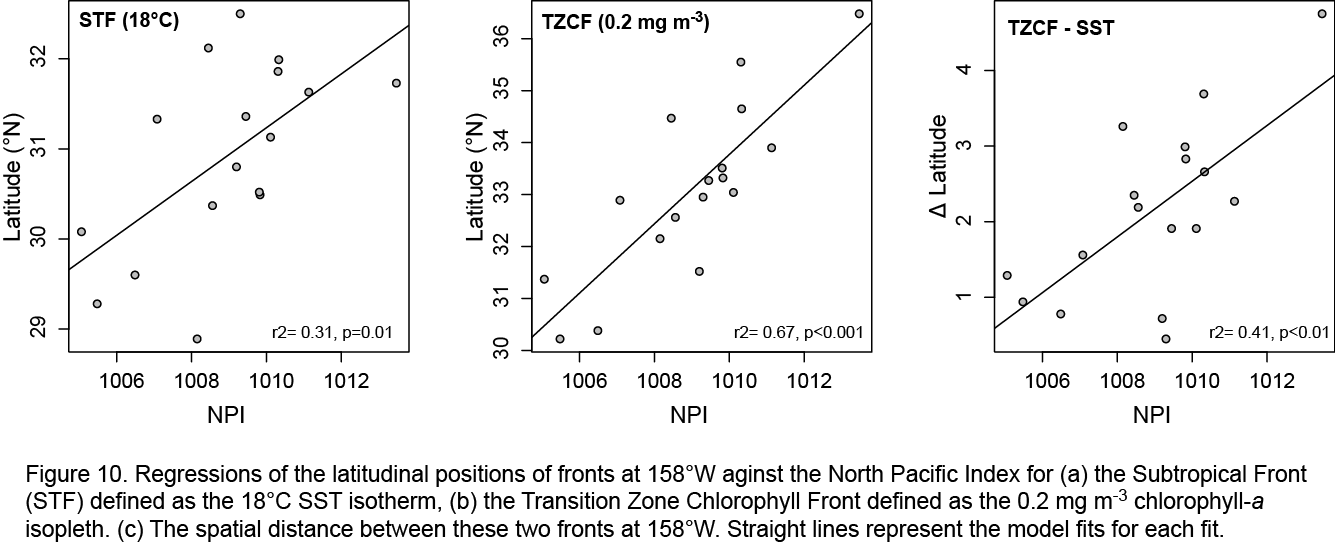 STF (18°C)
Latitude (°N)
32
31
30
29
r2= 0.31, p=0.01
1006 1008 1010 1012
NPI
TZCF (0.2 mg m-3)
Latitude (°N)
36
35
34
33
32
31
30
r2= 0.67, p<0.001
1006 1008 1010 1012
NPI
TZCF - SST
Δ Latitude
4
3
2
1
r2= 0.41, p<0.01
1006 1008 1010 1012
NPI
Figure 10. Regressions of the latitudinal positions of fronts at 158°W aginst the North Pacific Index for (a) the Subtropical Front
(STF) defined as the 18°C SST isotherm, (b) the Transition Zone Chlorophyll Front defined as the 0.2 mg m-3 chlorophyll-a
isopleth. (c) The spatial distance between these two fronts at 158°W. Straight lines represent the model fits for each fit.